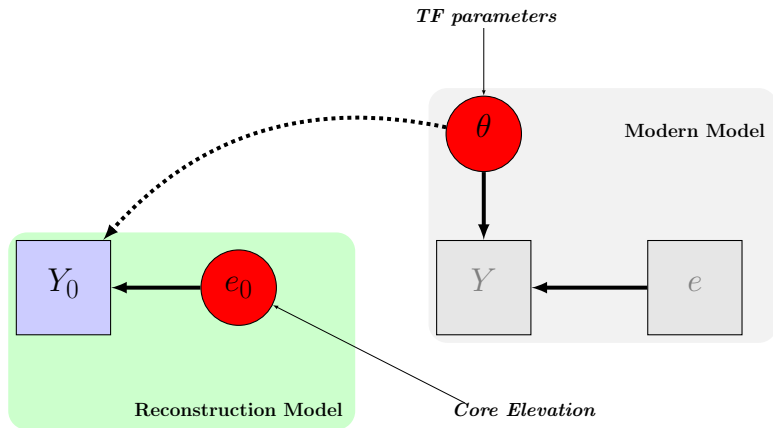 TF parameters
θ
Modern Model
Y₀
e₀
Y
e
Reconstruction Model
Core Elevation